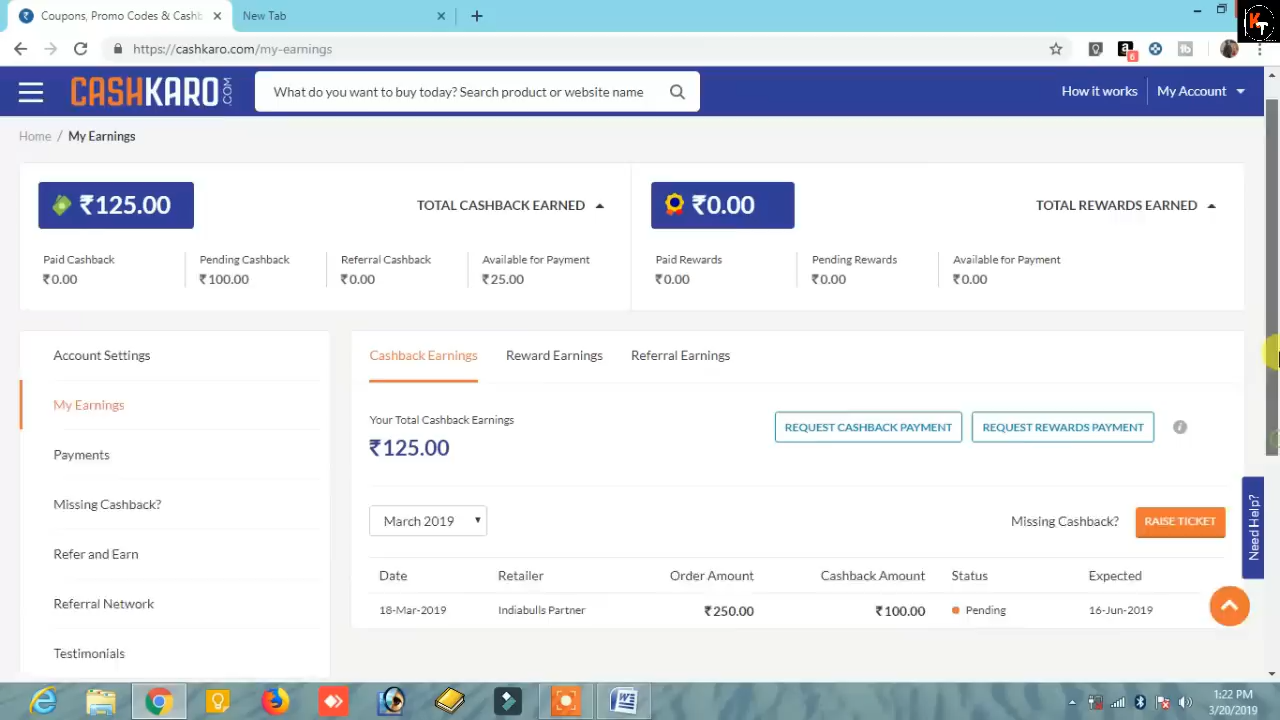 Coupons, Promo Codes & Cashb
New Tab
KT
https://cashkaro.com/my-earnings
6
CASHKARO.COM
What do you want to buy today? Search product or website name
How it works
My Account
Home / My Earnings
₹125.00
TOTAL CASHBACK EARNED
₹0.00
TOTAL REWARDS EARNED
Paid Cashback
Pending Cashback
Referral Cashback
Available for Payment
Paid Rewards
Pending Rewards
Available for Payment
₹0.00
₹100.00
₹0.00
₹25.00
₹0.00
₹0.00
₹0.00
Account Settings
My Earnings
Payments
Missing Cashback?
Refer and Earn
Referral Network
Testimonials
Cashback Earnings
Reward Earnings
Referral Earnings
Your Total Cashback Earnings
₹125.00
REQUEST CASHBACK PAYMENT
REQUEST REWARDS PAYMENT
March 2019
Missing Cashback?
RAISE TICKET
Need Help?
Date Retailer Order Amount Cashback Amount Status Expected
18-Mar-2019 Indiabulls Partner ₹250.00 ₹100.00 Pending 16-Jun-2019
1:22 PM
3/20/2019